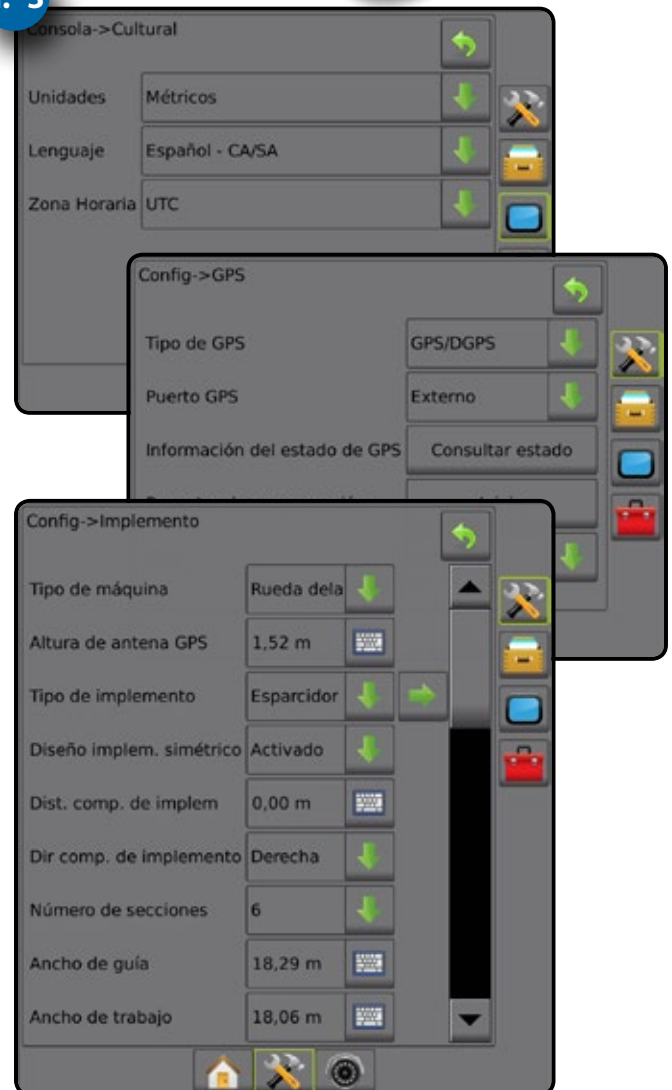 Consola->Cultural
Unidades Métricos
Lenguaje Español - CA/SA
Zona Horaria UTC
Config->GPS
Tipo de GPS GPS/DGPS
Puerto GPS Externo
Información del estado de GPS Consultar estado
Config->Implemento
Tipo de máquina Rueda dela
Altura de antena GPS 1,52 m
Tipo de implemento Esparcidor
Diseño implem. simétrico Activado
Dist. comp. de implem 0,00 m
Dir comp. de implemento Derecha
Número de secciones 6
Ancho de guía 18,29 m
Ancho de trabajo 18,06 m